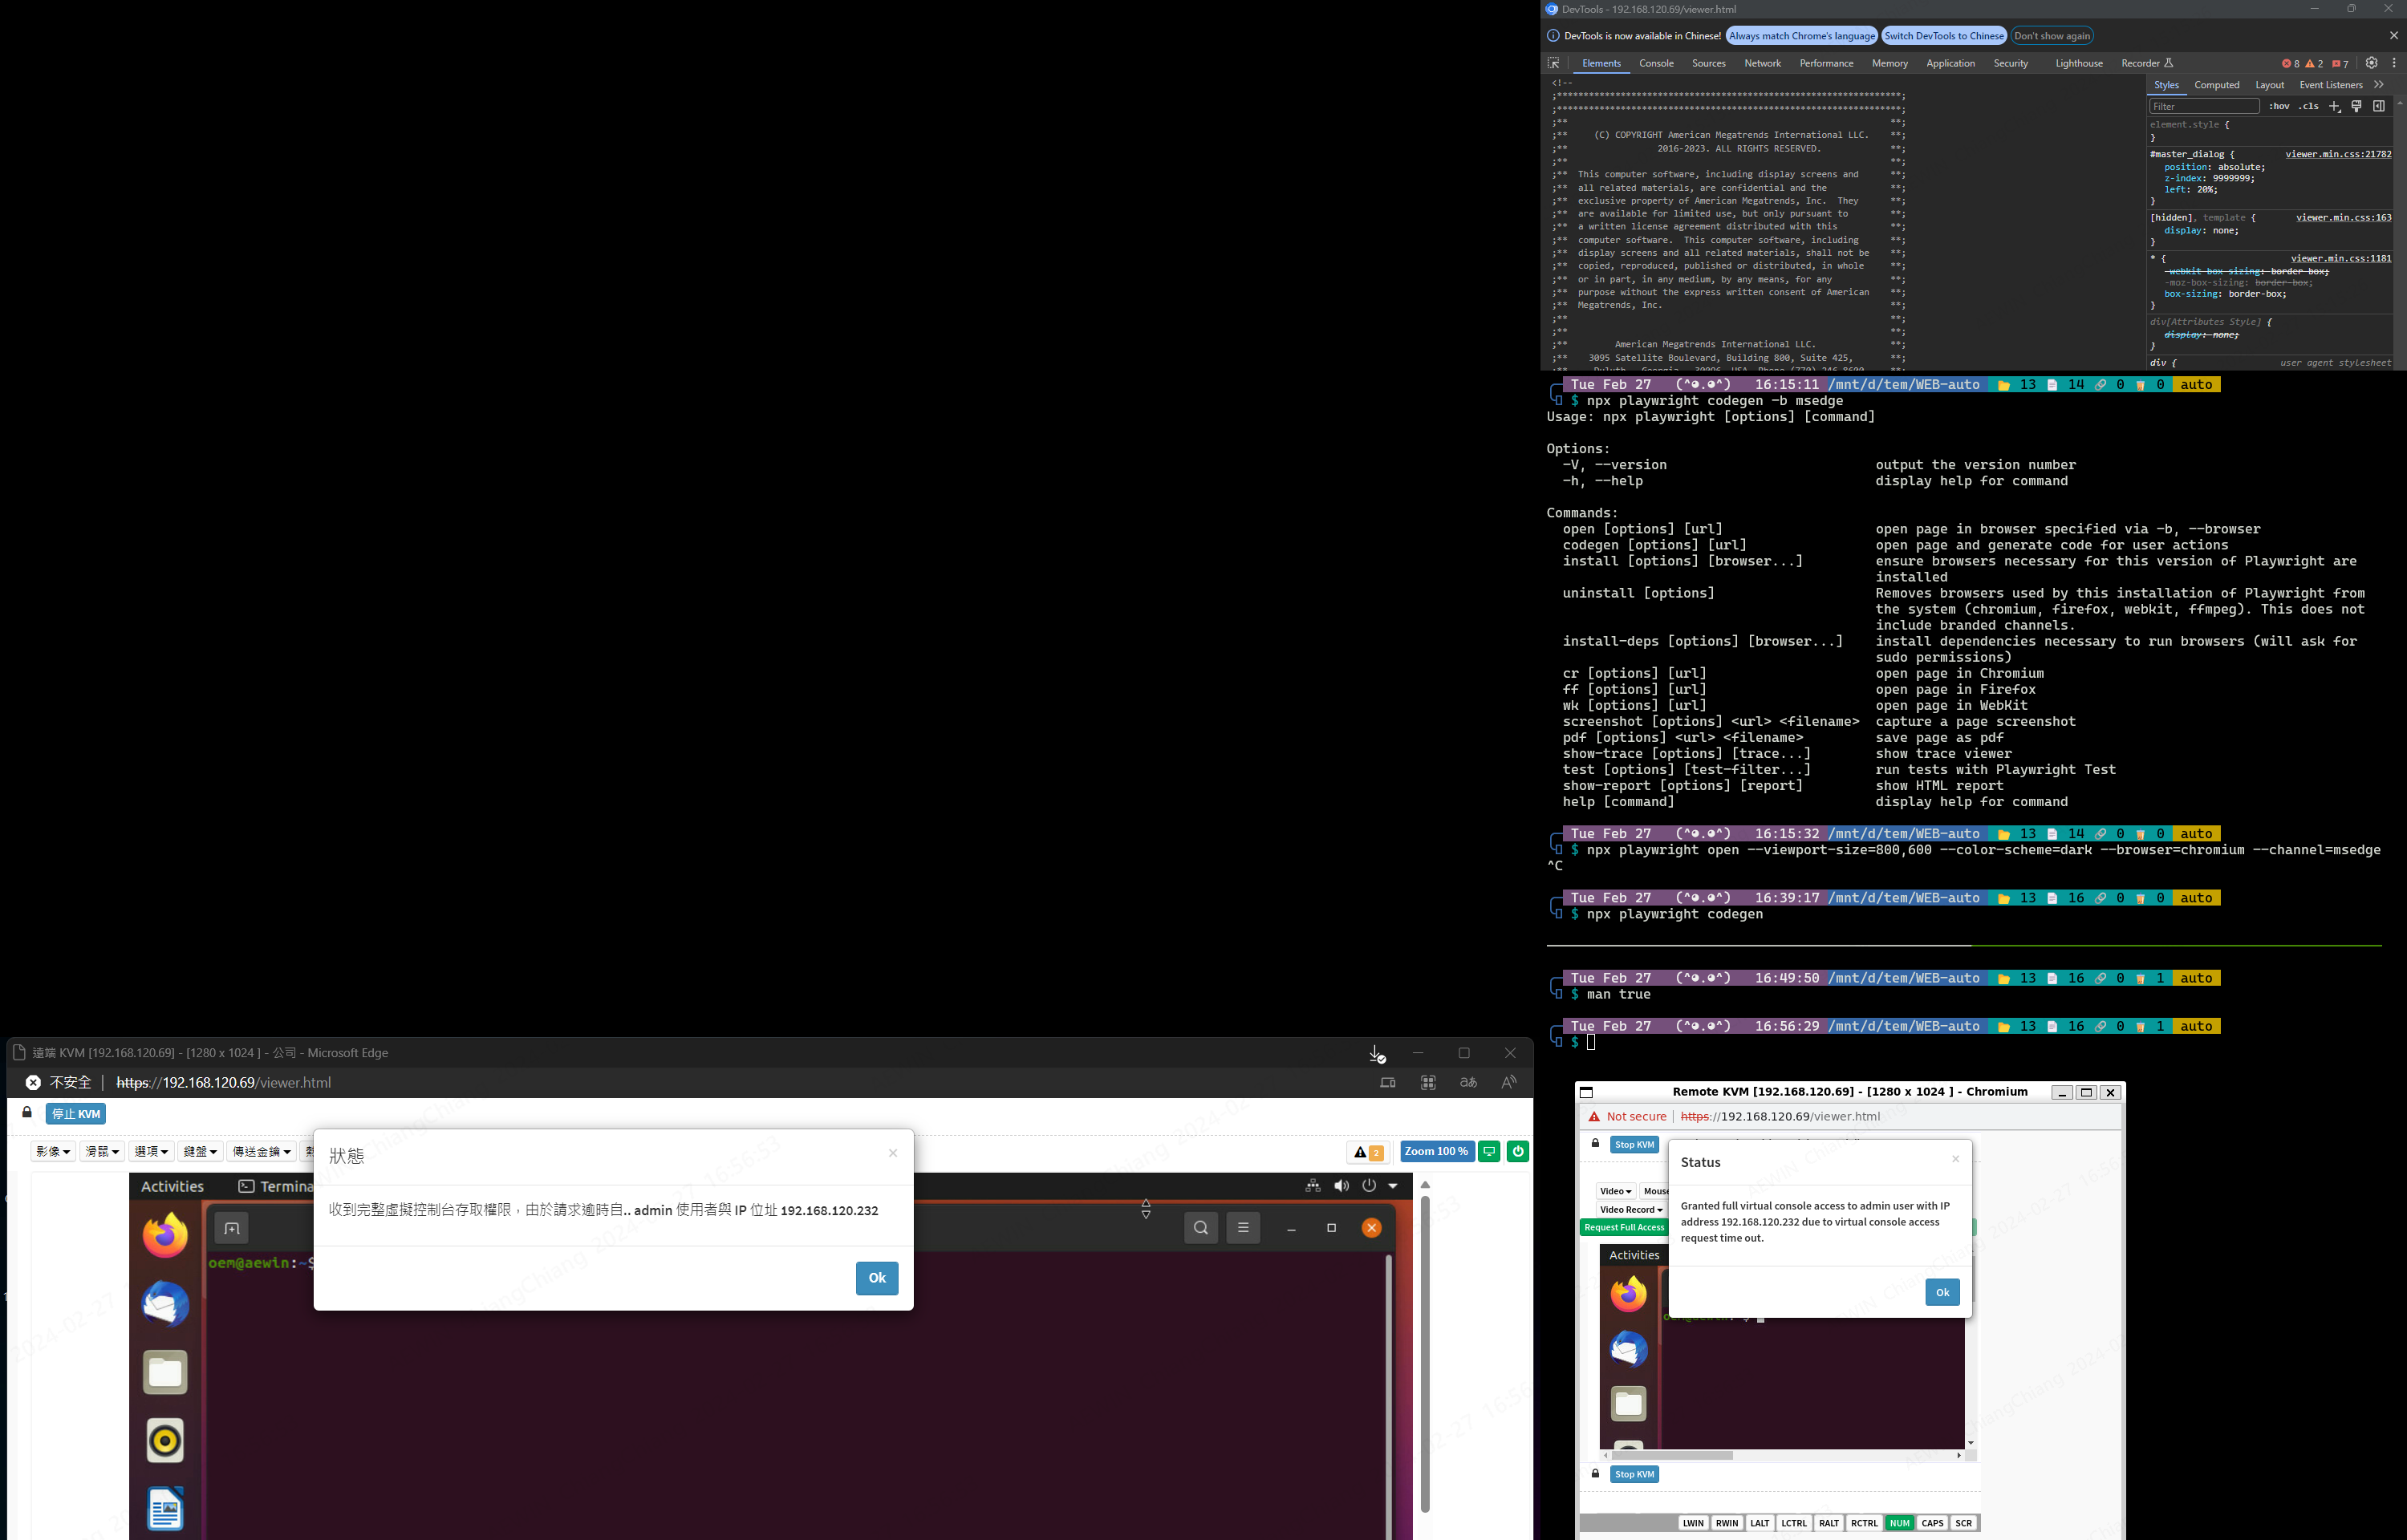 DevTools - 192.168.120.69/viewer.html
DevTools is now available in Chinese! Always match Chrome's language Switch DevTools to Chinese Don't show again
Elements Console Sources Network Performance Memory Application Security Lighthouse Recorder 8 2 7
<!--
;*****************************************************************;
;*****************************************************************;
;** **;
;** (C) COPYRIGHT American Megatrends International LLC. **;
;** 2016-2023. ALL RIGHTS RESERVED. **;
;** **;
;** This computer software, including display screens and **;
;** all related materials, are confidential and the **;
;** exclusive property of American Megatrends, Inc. They **;
;** are available for limited use, but only pursuant to **;
;** a written license agreement distributed with this **;
;** computer software. This computer software, including **;
;** display screens and all related materials, shall not be **;
;** copied, reproduced, published or distributed, in whole **;
;** or in part, in any medium, by any means, for any **;
;** purpose without the express written consent of American **;
;** Megatrends, Inc. **;
;** **;
;** **;
;** American Megatrends International LLC. **;
;** 3095 Satellite Boulevard, Building 800, Suite 425, **;
Styles Computed Layout Event Listeners
Filter :hov .cls
element.style {
}
#master_dialog { viewer.min.css:21782
position: absolute;
z-index: 9999999;
left: 20%;
}
[hidden], template { viewer.min.css:163
display: none;
}
* { viewer.min.css:1181
-webkit-box-sizing: border-box;
-moz-box-sizing: border-box;
box-sizing: border-box;
}
div[Attributes Style] {
display: none;
}
div { user agent stylesheet
Tue Feb 27 (^◕.◕^) 16:15:11 /mnt/d/tem/WEB-auto 13 14 0 0 auto
$ npx playwright codegen -b msedge
Usage: npx playwright [options] [command]
Options:
-V, --version output the version number
-h, --help display help for command
Commands:
open [options] [url] open page in browser specified via -b, --browser
codegen [options] [url] open page and generate code for user actions
install [options] [browser...] ensure browsers necessary for this version of Playwright are
installed
uninstall [options] Removes browsers used by this installation of Playwright from
the system (chromium, firefox, webkit, ffmpeg). This does not
include branded channels.
install-deps [options] [browser...] install dependencies necessary to run browsers (will ask for
sudo permissions)
cr [options] [url] open page in Chromium
ff [options] [url] open page in Firefox
wk [options] [url] open page in WebKit
screenshot [options] <url> <filename> capture a page screenshot
pdf [options] <url> <filename> save page as pdf
show-trace [options] [trace...] show trace viewer
test [options] [test-filter...] run tests with Playwright Test
show-report [options] [report] show HTML report
help [command] display help for command
Tue Feb 27 (^◕.◕^) 16:15:32 /mnt/d/tem/WEB-auto 13 14 0 0 auto
$ npx playwright open --viewport-size=800,600 --color-scheme=dark --browser=chromium --channel=msedge
^C
Tue Feb 27 (^◕.◕^) 16:39:17 /mnt/d/tem/WEB-auto 13 16 0 0 auto
$ npx playwright codegen
Tue Feb 27 (^◕.◕^) 16:49:50 /mnt/d/tem/WEB-auto 13 16 0 1 auto
$ man true
Tue Feb 27 (^◕.◕^) 16:56:29 /mnt/d/tem/WEB-auto 13 16 0 1 auto
$
遠端 KVM [192.168.120.69] - [1280 x 1024 ] - 公司 - Microsoft Edge
不安全 https://192.168.120.69/viewer.html
停止 KVM
影像 滑鼠 選項 鍵盤 傳送金鑰 2 Zoom 100 %
狀態
收到完整虛擬控制台存取權限，由於請求逾時自.. admin 使用者與 IP 位址 192.168.120.232
Ok
Activities Termina
oem@aewin:~$
Remote KVM [192.168.120.69] - [1280 x 1024 ] - Chromium
Not secure https://192.168.120.69/viewer.html
Stop KVM
Video Mouse
Video Record
Request Full Access
Status
Granted full virtual console access to admin user with IP
address 192.168.120.232 due to virtual console access
request time out.
Ok
Activities
Stop KVM
LWIN RWIN LALT LCTRL RALT RCTRL NUM CAPS SCR